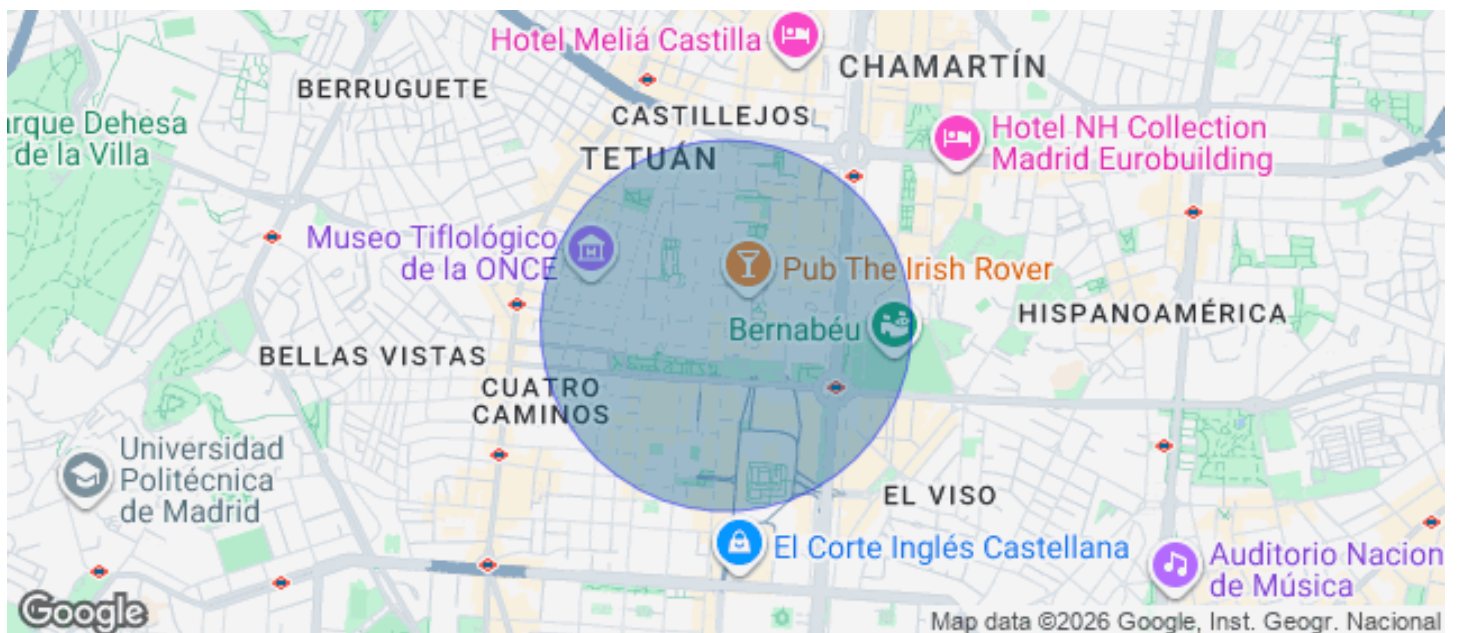 Hotel Meliá Castilla
CHAMARTÍN
BERRUGUETE
CASTILLEJOS
arque Dehesa
de la Villa
Hotel NH Collection
Madrid Eurobuilding
TETUÁN
Museo Tiflológico
de la ONCE
Pub The Irish Rover
Bernabéu
HISPANOAMÉRICA
BELLAS VISTAS
CUATRO
CAMINOS
Universidad
Politécnica
de Madrid
EL VISO
El Corte Inglés Castellana
Auditorio Nacion
de Música
Google
Map data ©2026 Google, Inst. Geogr. Nacional